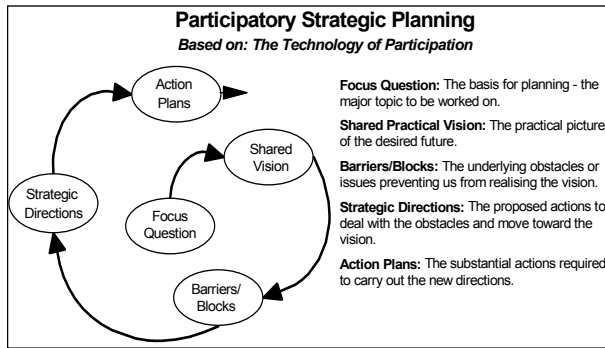 Participatory Strategic Planning
Based on: The Technology of Participation
Action
Plans
Shared
Vision
Strategic
Directions
Focus
Question
Barriers/
Blocks
Focus Question: The basis for planning - the
major topic to be worked on.
Shared Practical Vision: The practical picture
of the desired future.
Barriers/Blocks: The underlying obstacles or
issues preventing us from realising the vision.
Strategic Directions: The proposed actions to
deal with the obstacles and move toward the
vision.
Action Plans: The substantial actions required
to carry out the new directions.